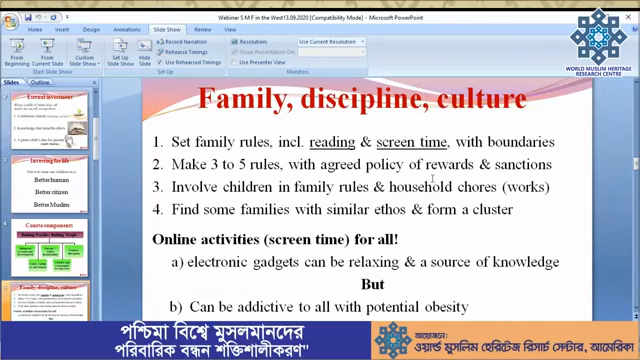 Webinar S M F in the West13.09.2020 [Compatibility Mode] - Microsoft PowerPoint
Home Insert Design Animations Slide Show Review View
From Beginning
From Current Slide
Custom Slide Show
Set Up Slide Show
Hide Slide
Record Narration
Rehearse Timings
Use Rehearsed Timings
Resolution: Use Current Resolution
Show Presentation On:
Use Presenter View
Start Slide Show
Set Up
Monitors
WORLD MUSLIM HERITAGE
RESEARCH CENTRE
Slides Outline
Eternal investment
Inverting for life
Better human
Better citizen
Better Muslim
Course components
Family, discipline, culture
Family, discipline, culture
1. Set family rules, incl. reading & screen time, with boundaries
2. Make 3 to 5 rules, with agreed policy of rewards & sanctions
3. Involve children in family rules & household chores (works)
4. Find some families with similar ethos & form a cluster
Online activities (screen time) for all!
a) electronic gadgets can be relaxing & a source of knowledge
But
b) Can be addictive to all with potential obesity
পশ্চিমা বিশ্বে মুসলমানদের
পরিবারিক বন্ধন শক্তিশালীকরণ"
আয়োজনে:
ওয়ার্ল্ড মুসলিম হেরিটেজ রিসার্চ সেন্টার, আমেরিকা